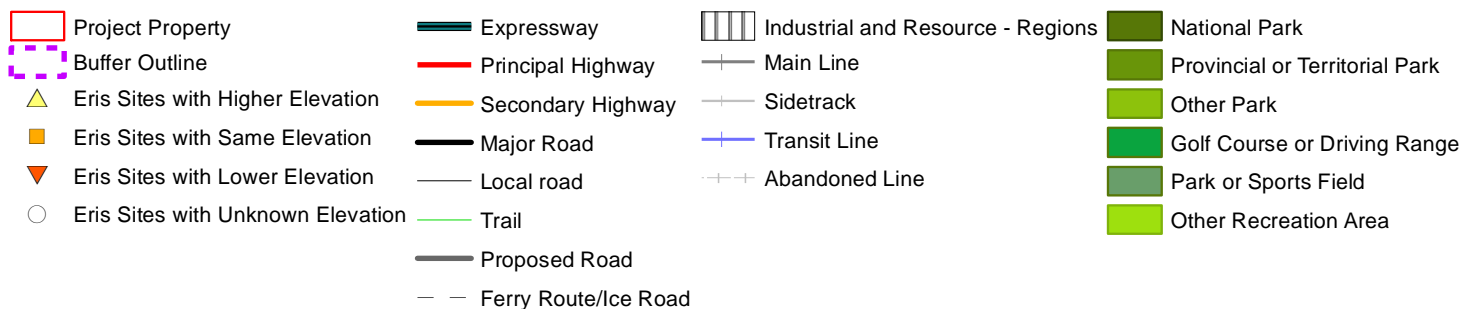 Project Property
Buffer Outline
Eris Sites with Higher Elevation
Eris Sites with Same Elevation
Eris Sites with Lower Elevation
Eris Sites with Unknown Elevation
Expressway
Principal Highway
Secondary Highway
Major Road
Local road
Trail
Proposed Road
Ferry Route/Ice Road
Industrial and Resource - Regions
Main Line
Sidetrack
Transit Line
Abandoned Line
National Park
Provincial or Territorial Park
Other Park
Golf Course or Driving Range
Park or Sports Field
Other Recreation Area